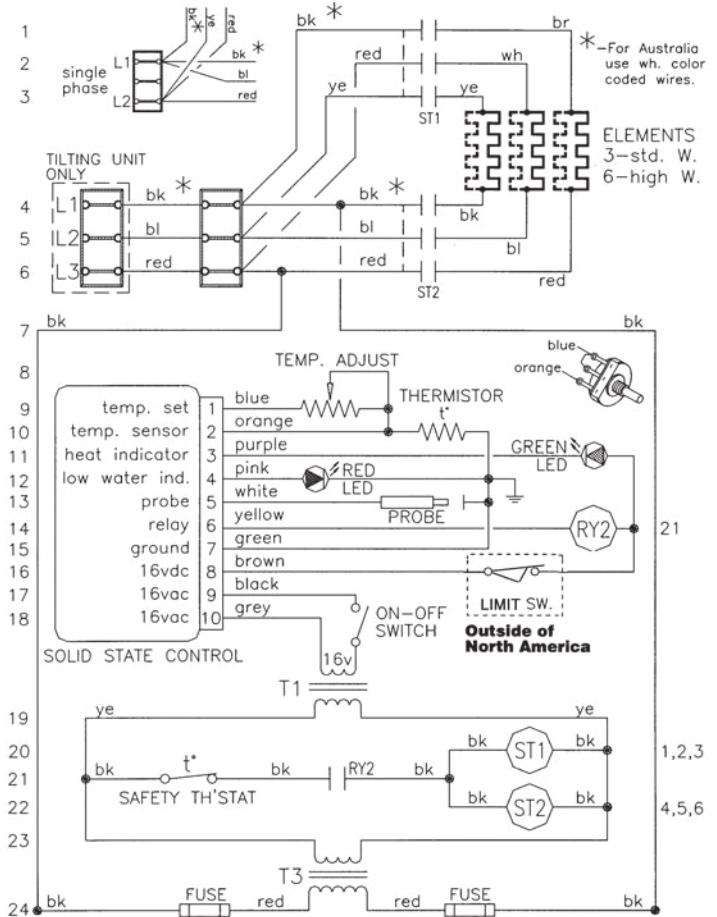 bk
ye
red
*
1
bk *
br
*-For Australia
use wh. color
coded wires.
2
single
phase
L1
bk *
bl
red
wh
3
L2
red
ye
ye
ST1
ELEMENTS
3-std. W.
6-high W.
TILTING UNIT
ONLY
4
L1
bk *
bk *
bk
5
L2
bl
bl
bl
6
L3
red
red
red
ST2
7
bk
bk
8
TEMP. ADJUST
blue
orange
9
temp. set
1
blue
THERMISTOR
t°
10
temp. sensor
2
orange
11
heat indicator
3
purple
GREEN
LED
12
low water ind.
4
pink
RED
LED
13
probe
5
white
PROBE
14
relay
6
yellow
RY2
21
15
ground
7
green
16
16vdc
8
brown
LIMIT SW.
17
16vac
9
black
18
16vac
10
grey
ON-OFF
SWITCH
Outside of
North America
SOLID STATE CONTROL
16v
T1
19
ye
ye
20
bk
ST1
bk
1,2,3
21
t°
bk
bk
RY2
bk
SAFETY TH'STAT
22
bk
ST2
bk
4,5,6
23
T3
24
bk
FUSE
red
red
FUSE
bk